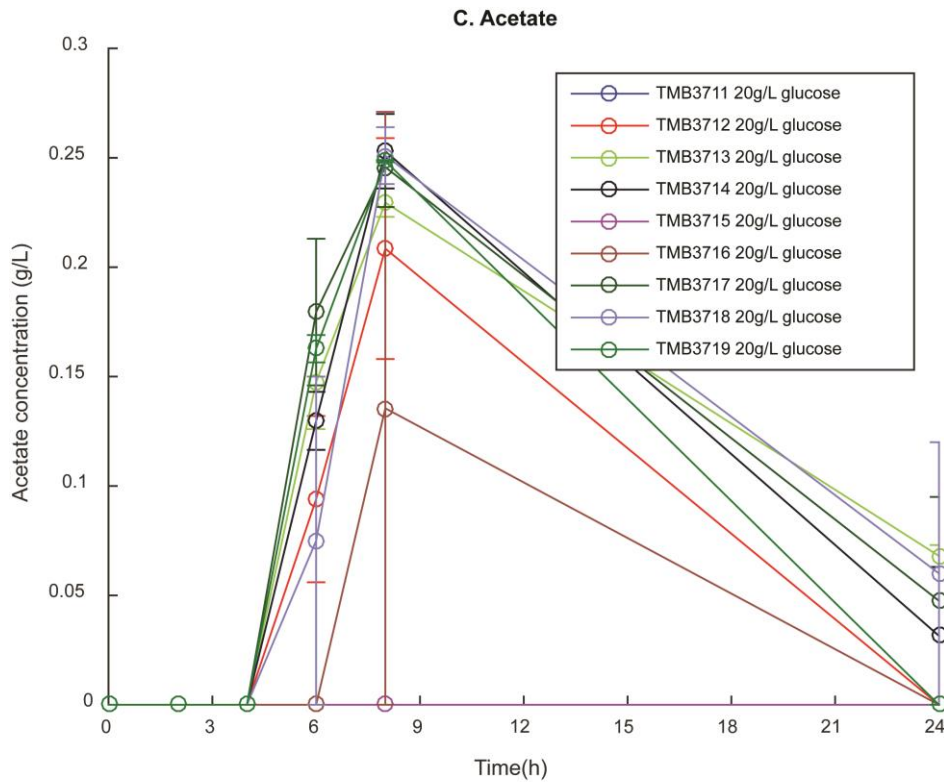 C. Acetate
0.3
0.25
0.2
0.15
0.1
0.05
0
Acetate concentration (g/L)
TMB3711 20g/L glucose
TMB3712 20g/L glucose
TMB3713 20g/L glucose
TMB3714 20g/L glucose
TMB3715 20g/L glucose
TMB3716 20g/L glucose
TMB3717 20g/L glucose
TMB3718 20g/L glucose
TMB3719 20g/L glucose
0 3 6 9 12 15 18 21 24
Time(h)